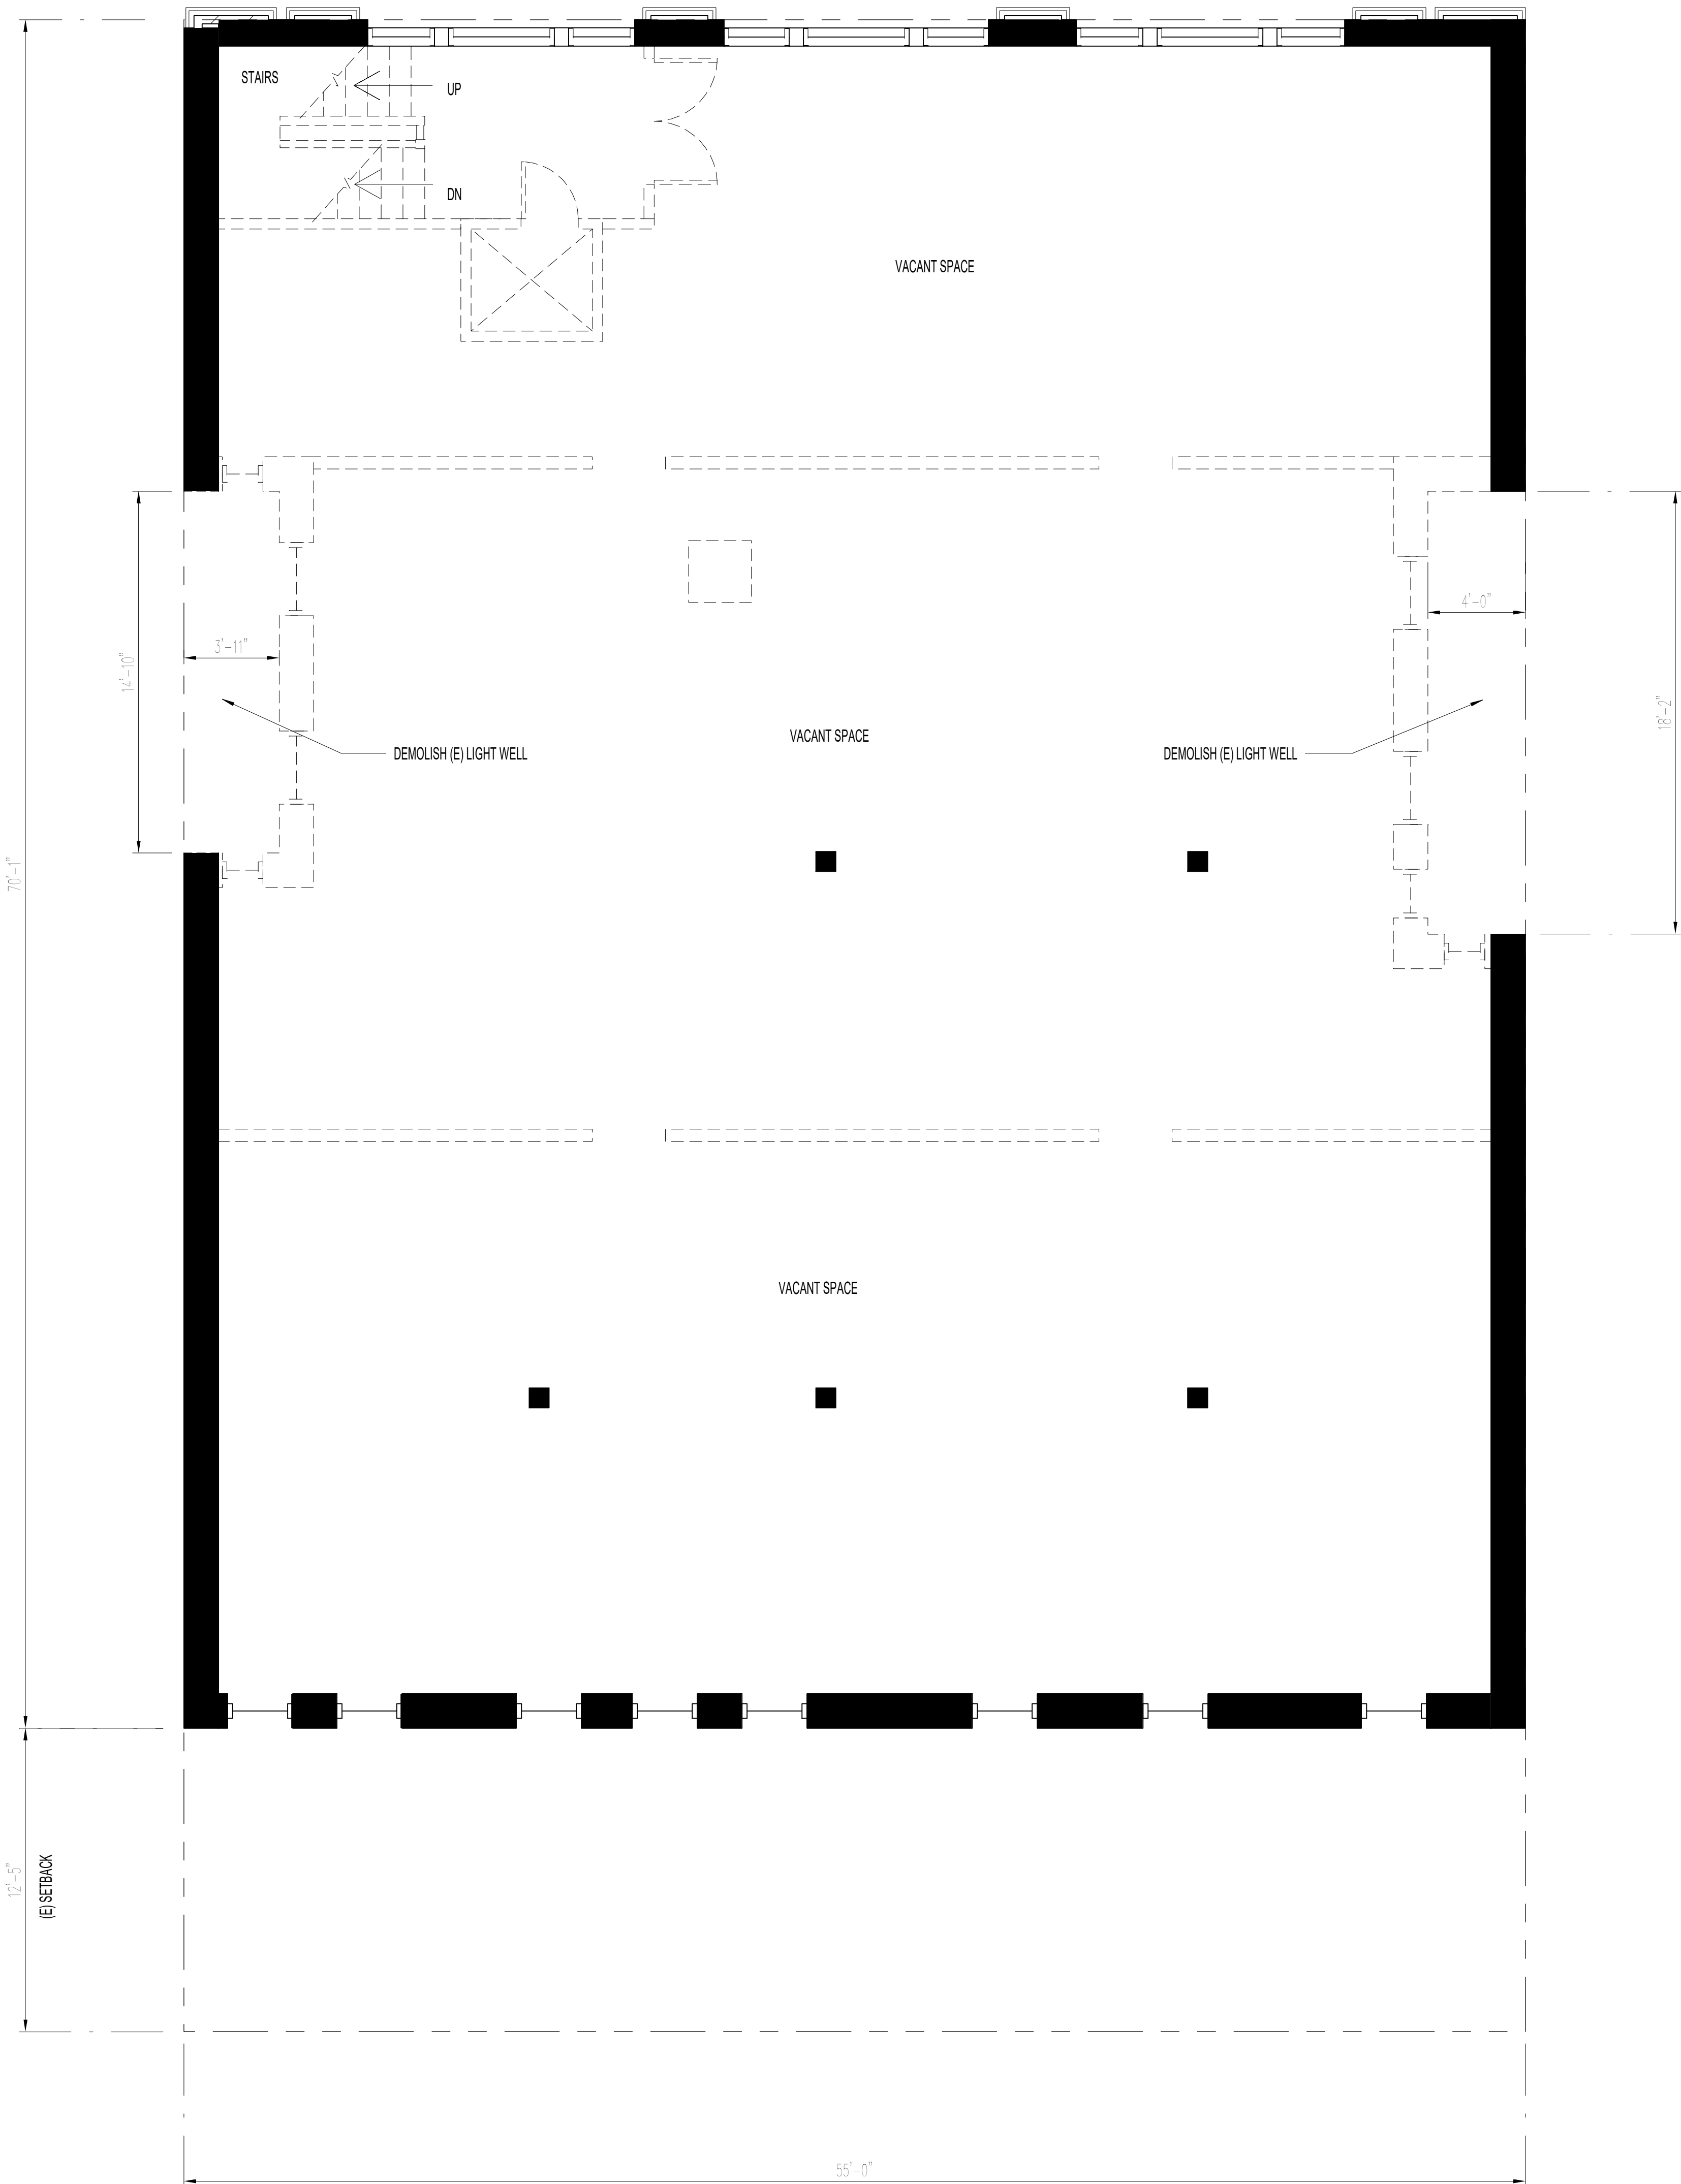 STAIRS
UP
DN
VACANT SPACE
4'-0"
3'-11"
14'-10"
18'-2"
VACANT SPACE
DEMOLISH (E) LIGHT WELL
DEMOLISH (E) LIGHT WELL
70'-1"
VACANT SPACE
12'-5"
(E) SETBACK
55'-0"